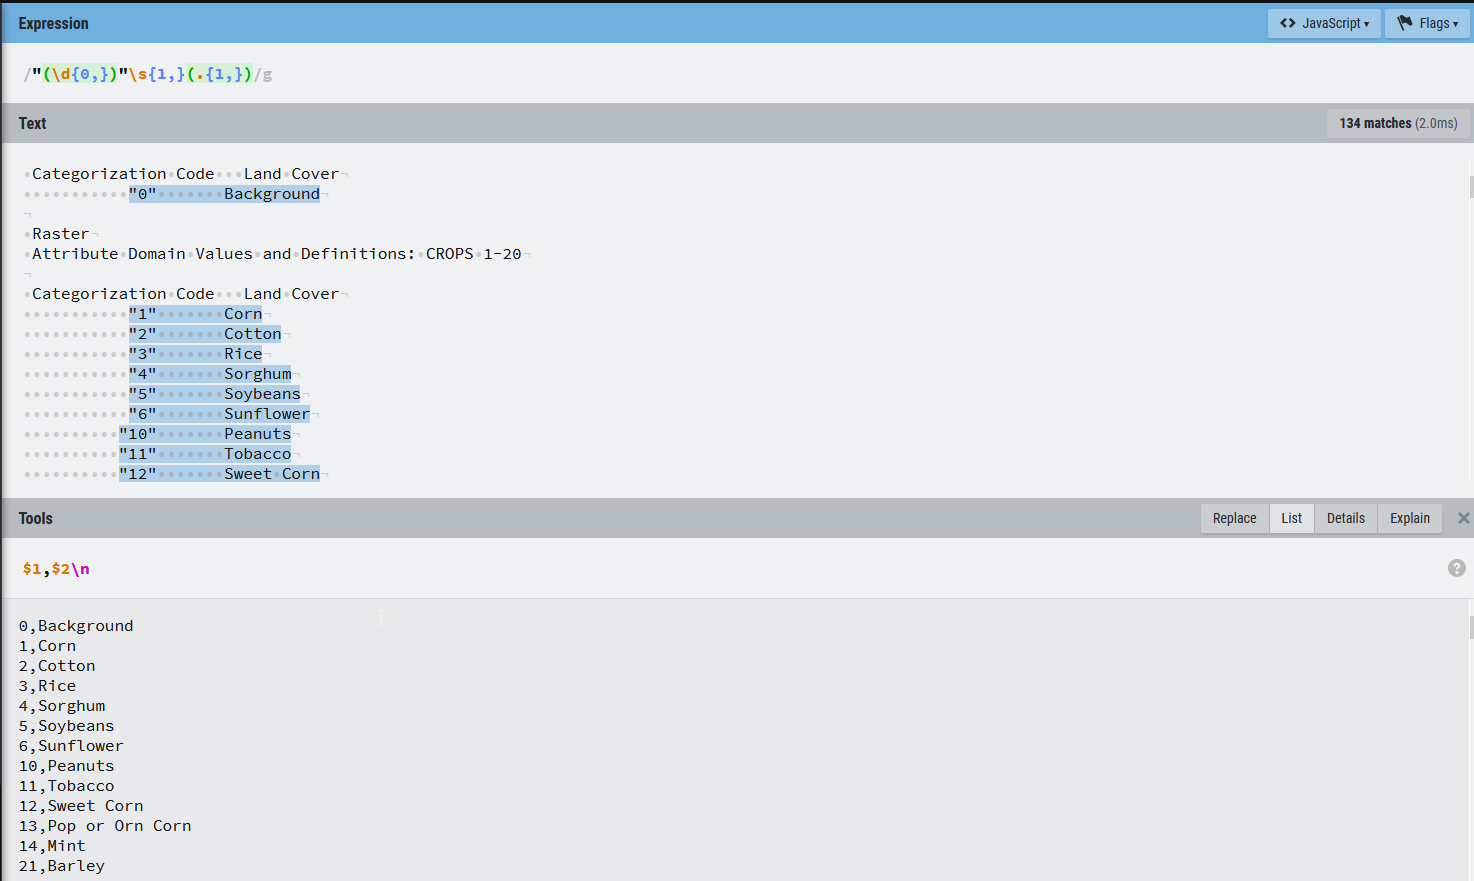 Expression
<> JavaScript ▾ Flags ▾
/"(\d{0,})"\s{1,}(.{1,})/g
Text
134 matches (2.0ms)
Categorization Code Land Cover
"0" Background
Raster
Attribute Domain Values and Definitions: CROPS 1-20
Categorization Code Land Cover
"1" Corn
"2" Cotton
"3" Rice
"4" Sorghum
"5" Soybeans
"6" Sunflower
"10" Peanuts
"11" Tobacco
"12" Sweet Corn
Tools
Replace List Details Explain ×
$1,$2\n
?
0,Background
1,Corn
2,Cotton
3,Rice
4,Sorghum
5,Soybeans
6,Sunflower
10,Peanuts
11,Tobacco
12,Sweet Corn
13,Pop or Orn Corn
14,Mint
21,Barley